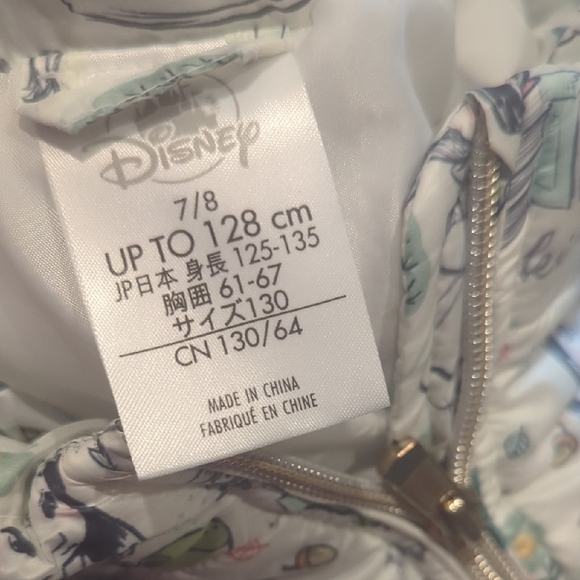 Disney
7/8
UP TO 128 cm
JP日本 身長 125-135
胸囲 61-67
サイズ130
CN 130/64
MADE IN CHINA
FABRIQUÉ EN CHINE